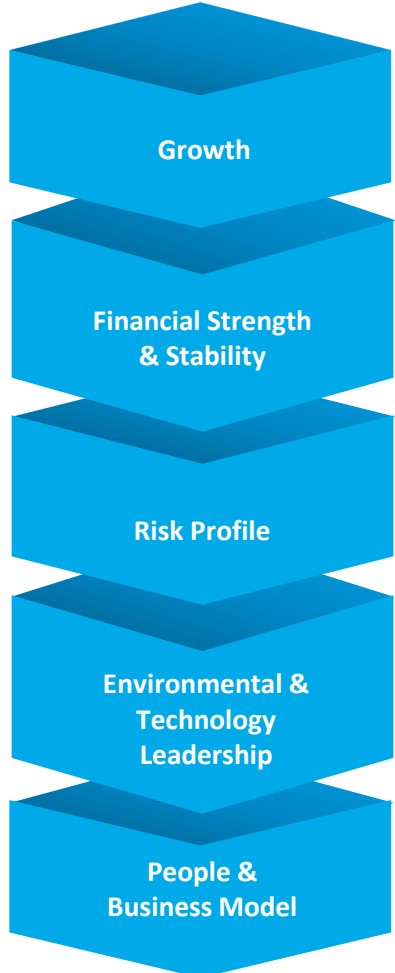 Growth
Financial Strength
& Stability
Risk Profile
Environmental &
Technology
Leadership
People &
Business Model